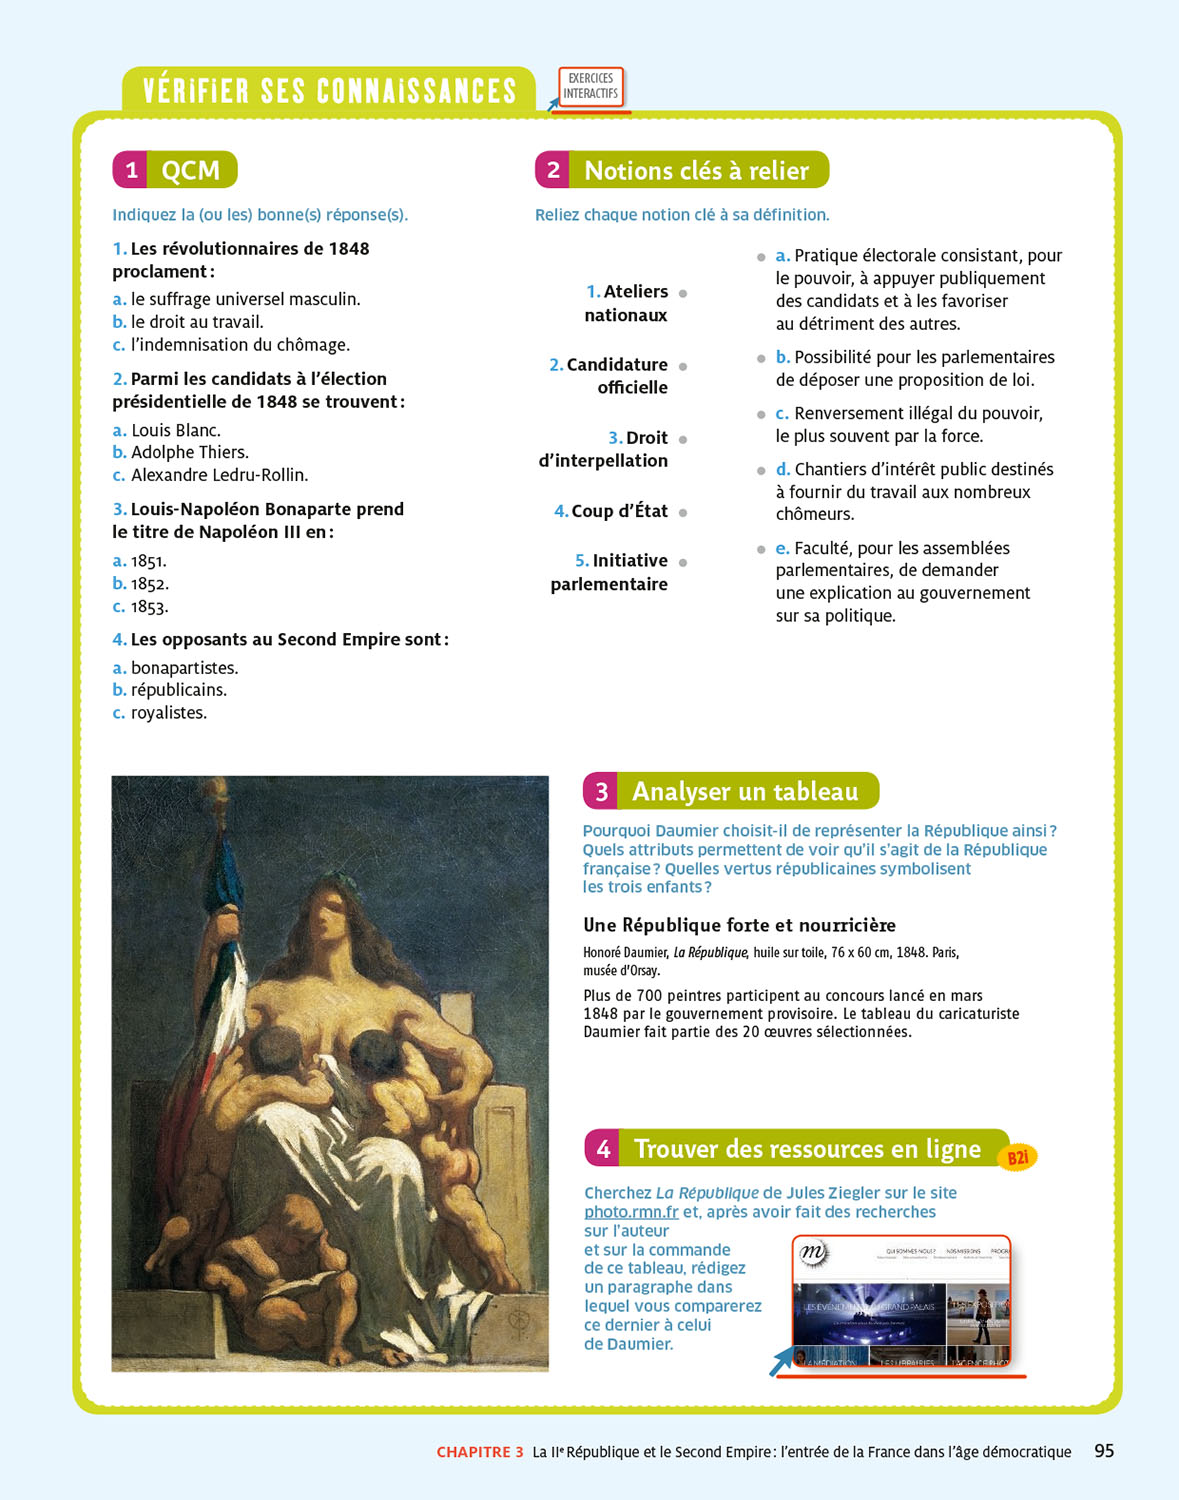 VÉRiFiER SES CONNAiSSANCES
EXERCICES
INTERACTIFS
1 QCM
Indiquez la (ou les) bonne(s) réponse(s).
1. Les révolutionnaires de 1848
proclament :
a. le suffrage universel masculin.
b. le droit au travail.
c. l’indemnisation du chômage.
2. Parmi les candidats à l’élection
présidentielle de 1848 se trouvent :
a. Louis Blanc.
b. Adolphe Thiers.
c. Alexandre Ledru-Rollin.
3. Louis-Napoléon Bonaparte prend
le titre de Napoléon III en :
a. 1851.
b. 1852.
c. 1853.
4. Les opposants au Second Empire sont :
a. bonapartistes.
b. républicains.
c. royalistes.
2 Notions clés à relier
Reliez chaque notion clé à sa définition.
1. Ateliers
nationaux
2. Candidature
officielle
3. Droit
d’interpellation
4. Coup d’État
5. Initiative
parlementaire
a. Pratique électorale consistant, pour
le pouvoir, à appuyer publiquement
des candidats et à les favoriser
au détriment des autres.
b. Possibilité pour les parlementaires
de déposer une proposition de loi.
c. Renversement illégal du pouvoir,
le plus souvent par la force.
d. Chantiers d’intérêt public destinés
à fournir du travail aux nombreux
chômeurs.
e. Faculté, pour les assemblées
parlementaires, de demander
une explication au gouvernement
sur sa politique.
3 Analyser un tableau
Pourquoi Daumier choisit-il de représenter la République ainsi ?
Quels attributs permettent de voir qu’il s’agit de la République
française ? Quelles vertus républicaines symbolisent
les trois enfants ?
Une République forte et nourricière
Honoré Daumier, La République, huile sur toile, 76 x 60 cm, 1848. Paris,
musée d’Orsay.
Plus de 700 peintres participent au concours lancé en mars
1848 par le gouvernement provisoire. Le tableau du caricaturiste
Daumier fait partie des 20 œuvres sélectionnées.
4 Trouver des ressources en ligne
B2i
Cherchez La République de Jules Ziegler sur le site
photo.rmn.fr et, après avoir fait des recherches
sur l’auteur
et sur la commande
de ce tableau, rédigez
un paragraphe dans
lequel vous comparerez
ce dernier à celui
de Daumier.
m
QUI SOMMES-NOUS ? NOS MISSIONS PROGR
GRAND PALAIS
LA MÉDIATION LES LIBRAIRIES L'AGENCE PHOT
CHAPITRE 3 La IIe République et le Second Empire : l’entrée de la France dans l’âge démocratique 95